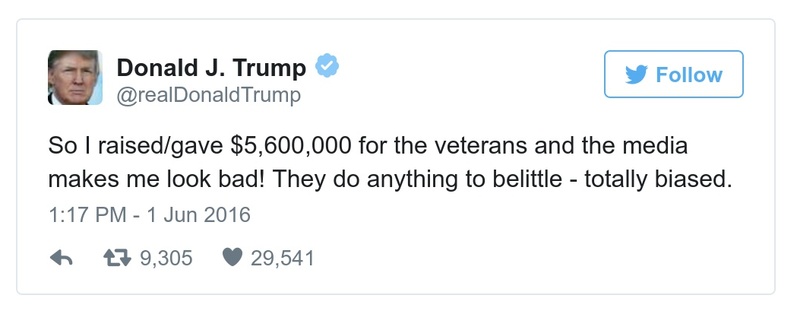 Donald J. Trump
@realDonaldTrump
Follow
So I raised/gave $5,600,000 for the veterans and the media
makes me look bad! They do anything to belittle - totally biased.
1:17 PM - 1 Jun 2016
9,305 29,541